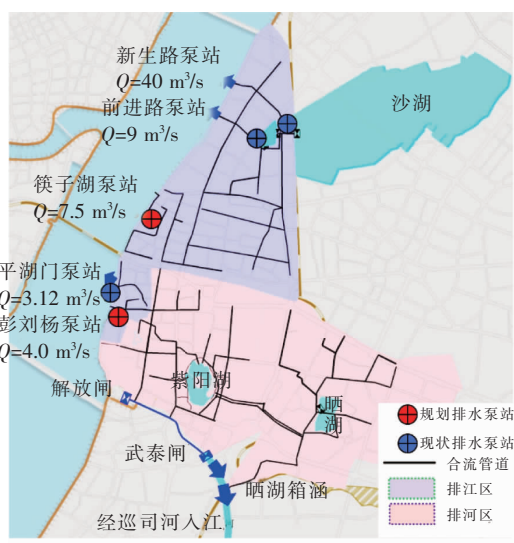 新生路泵站
Q=40 m³/s
前进路泵站
Q=9 m³/s
沙湖
筷子湖泵站
Q=7.5 m³/s
平湖门泵站
Q=3.12 m³/s
彭刘杨泵站
Q=4.0 m³/s
解放闸
紫阳湖
晒
湖
武泰闸
晒湖箱涵
经巡司河入江
规划排水泵站
现状排水泵站
合流管道
排江区
排河区